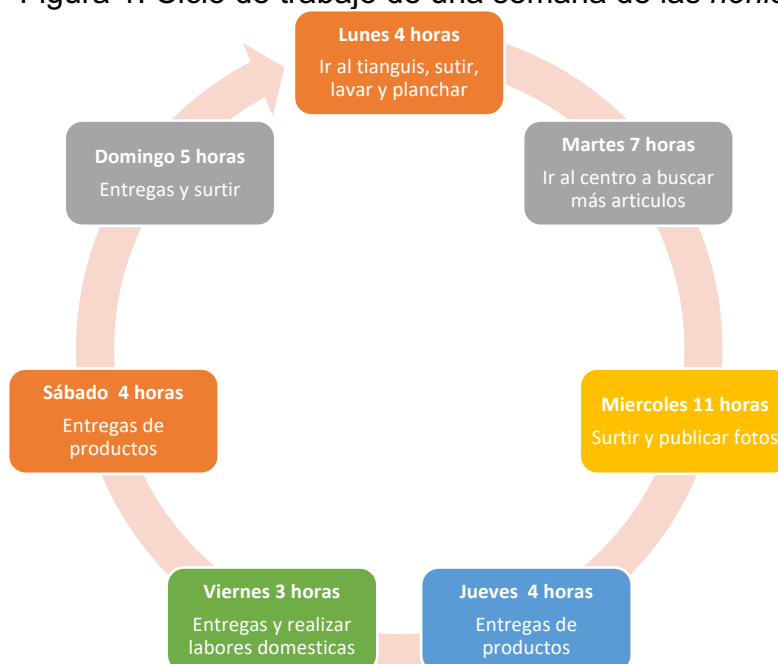 Figura 1. Ciclo de trabajo de una semana de las
Lunes 4 horas
Ir al tianguis, sutir,
lavar y planchar
Martes 7 horas
Ir al centro a buscar
más articulos
Miercoles 11 horas
Surtir y publicar fotos
Jueves 4 horas
Entregas de
productos
Viernes 3 horas
Entregas y realizar
labores domesticas
Sábado 4 horas
Entregas de
productos
Domingo 5 horas
Entregas y surtir